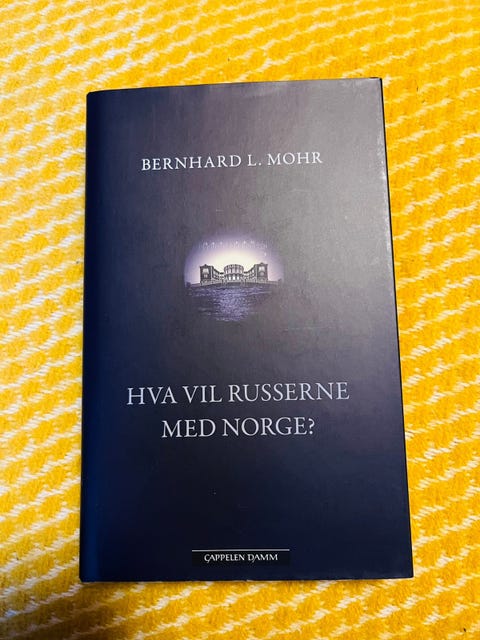 BERNHARD L. MOHR
HVA VIL RUSSERNE
MED NORGE?
CAPPELEN DAMM